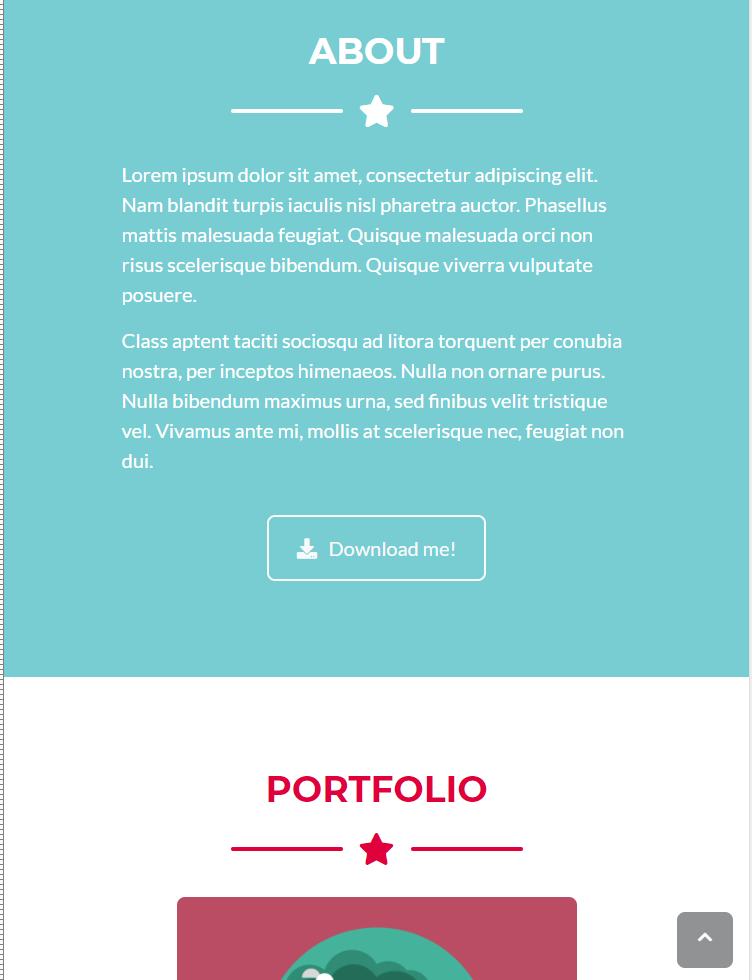 ABOUT
Lorem ipsum dolor sit amet, consectetur adipiscing elit.
Nam blandit turpis iaculis nisl pharetra auctor. Phasellus
mattis malesuada feugiat. Quisque malesuada orci non
risus scelerisque bibendum. Quisque viverra vulputate
posuere.
Class aptent taciti sociosqu ad litora torquent per conubia
nostra, per inceptos himenaeos. Nulla non ornare purus.
Nulla bibendum maximus urna, sed finibus velit tristique
vel. Vivamus ante mi, mollis at scelerisque nec, feugiat non
dui.
Download me!
PORTFOLIO